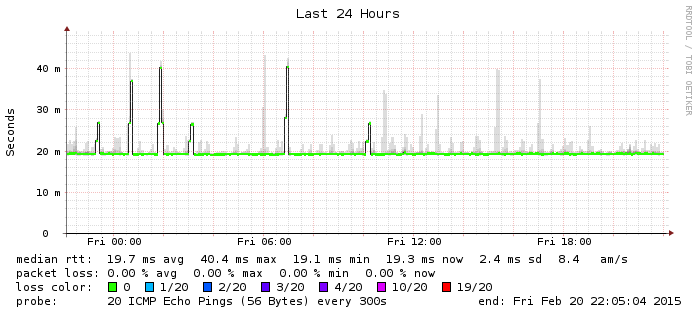 Last 24 Hours
RRDTOOL / TOBI OETIKER
Seconds
40 m
30 m
20 m
10 m
0
Fri 00:00 Fri 06:00 Fri 12:00 Fri 18:00
median rtt: 19.7 ms avg 40.4 ms max 19.1 ms min 19.3 ms now 2.4 ms sd 8.4 am/s
packet loss: 0.00 % avg 0.00 % max 0.00 % min 0.00 % now
loss color: 0 1/20 2/20 3/20 4/20 10/20 19/20
probe: 20 ICMP Echo Pings (56 Bytes) every 300s end: Fri Feb 20 22:05:04 2015